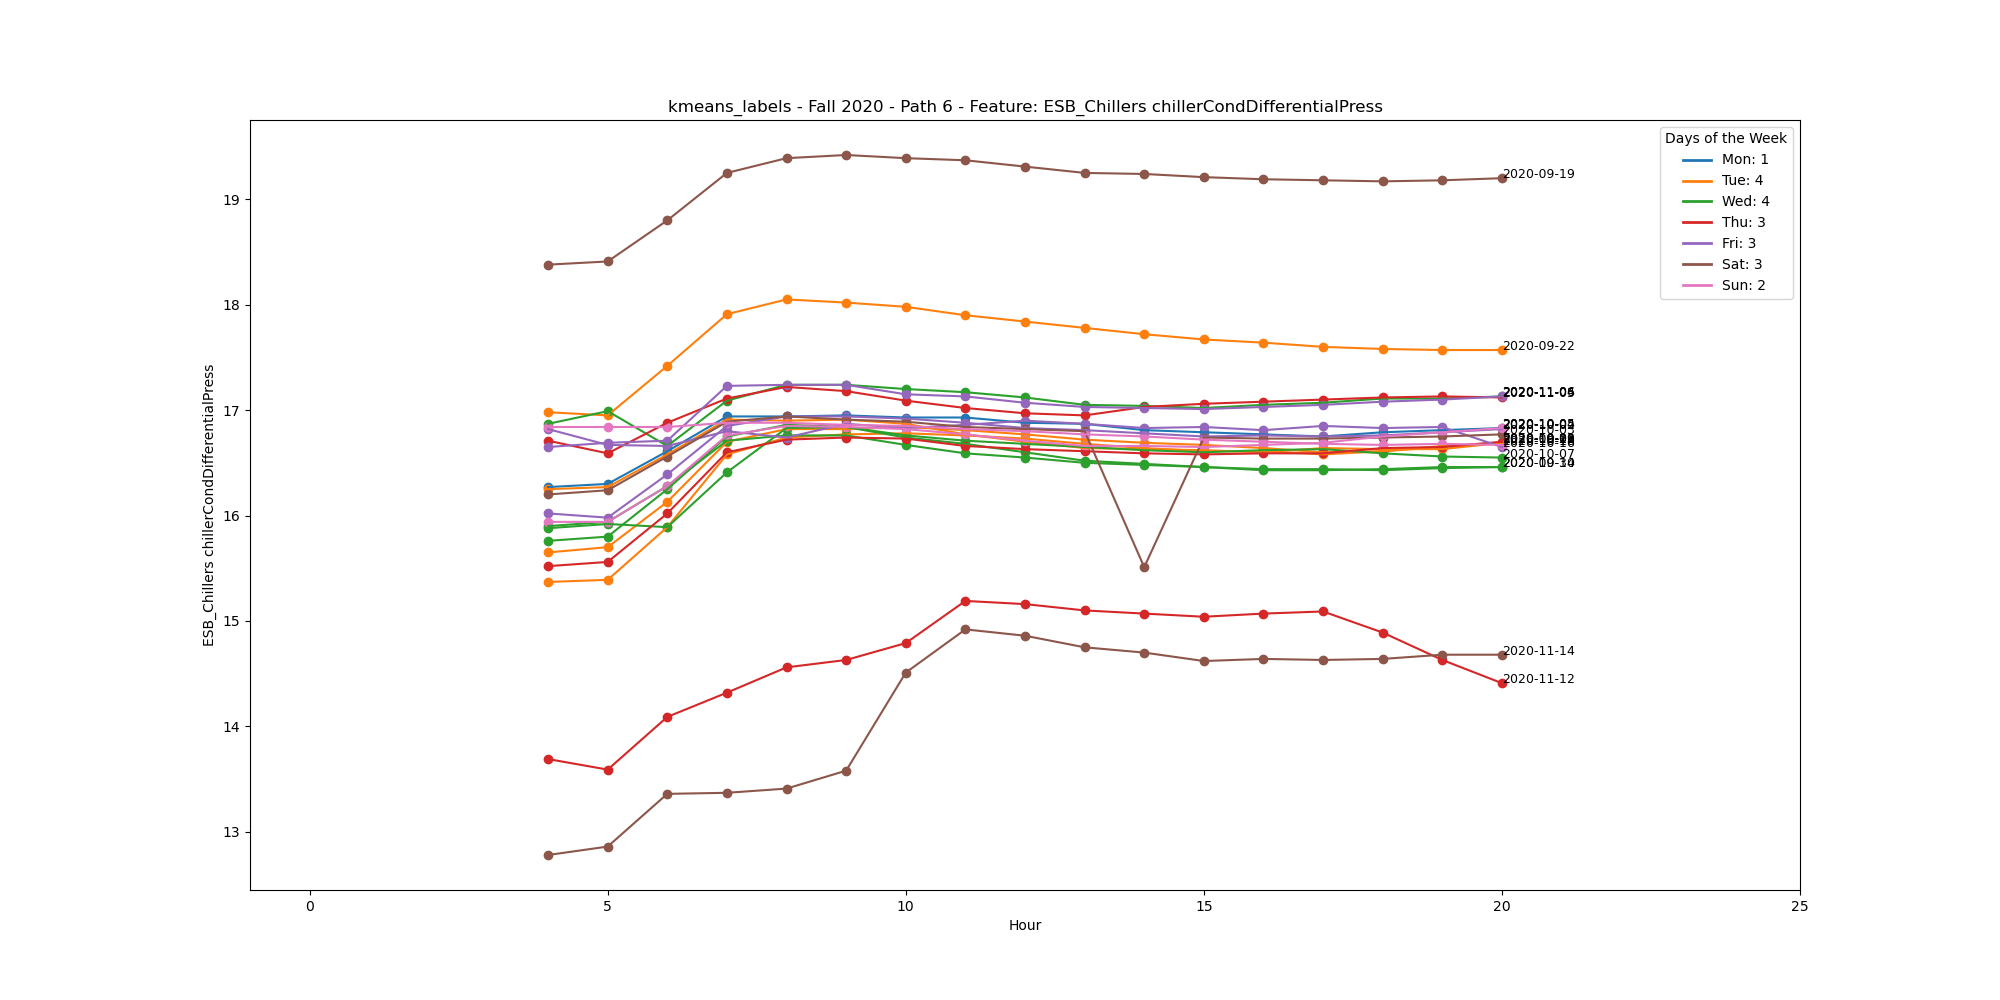 kmeans_labels - Fall 2020 - Path 6 - Feature: ESB_Chillers chillerCondDifferentialPress
Days of the Week
Mon: 1
Tue: 4
Wed: 4
Thu: 3
Fri: 3
Sat: 3
Sun: 2
ESB_Chillers chillerCondDifferentialPress
19
18
17
16
15
14
13
2020-09-19
2020-09-22
2020-10-07
2020-11-14
2020-11-12
0
5
10
15
20
25
Hour